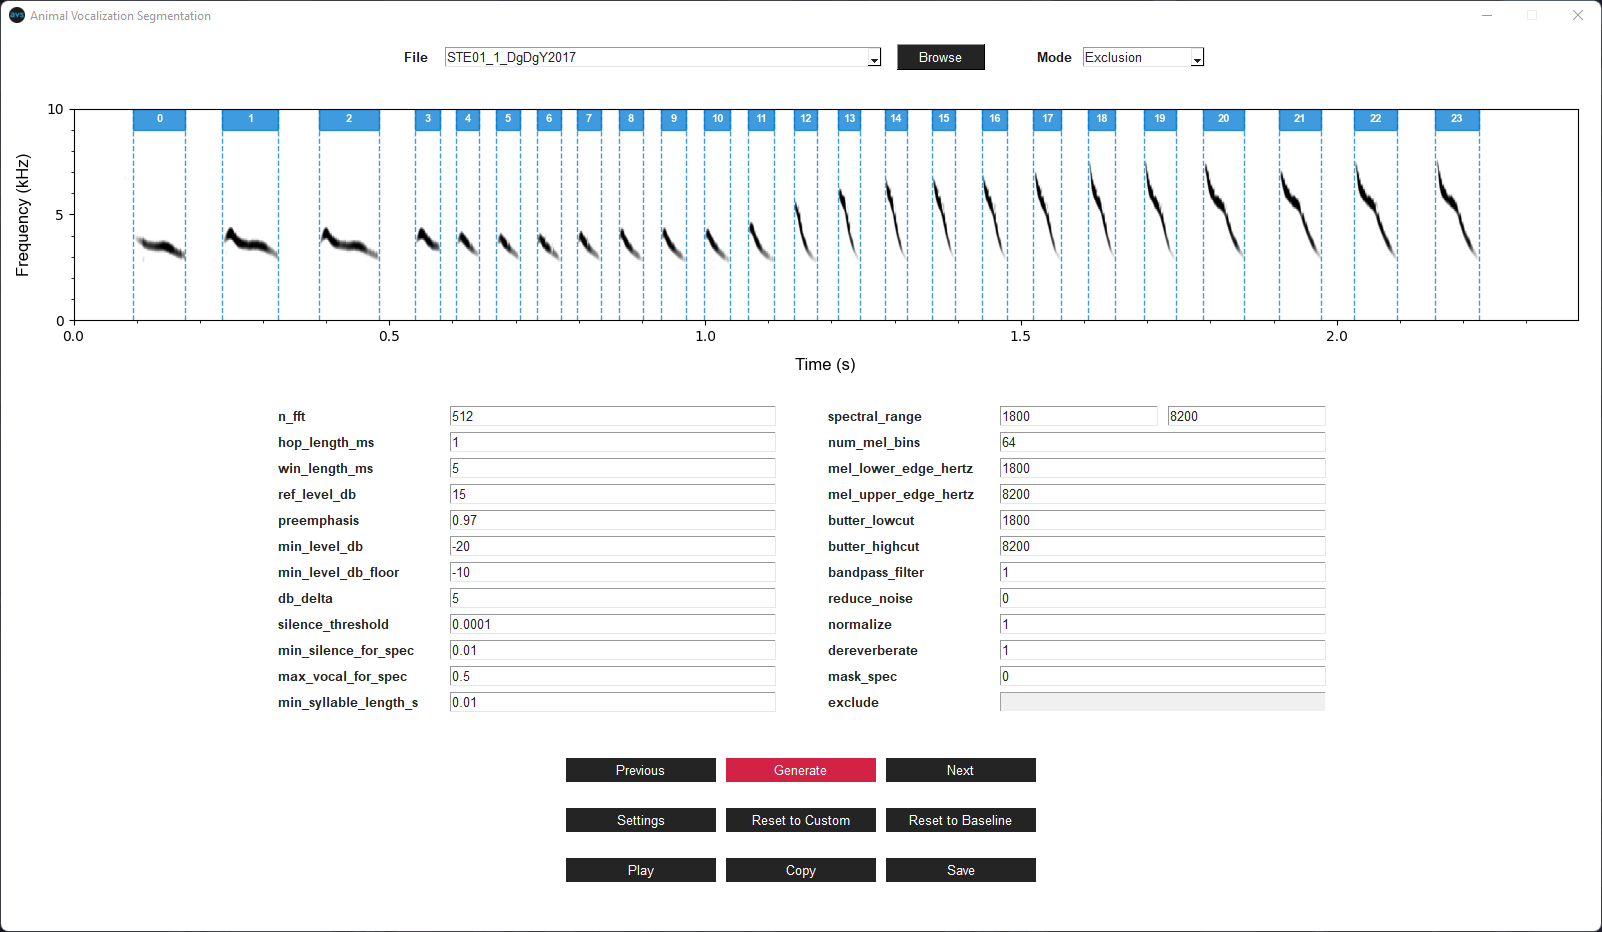 avs Animal Vocalization Segmentation
File STE01_1_DgDgY2017 Browse Mode Exclusion
10
0 1 2 3 4 5 6 7 8 9 10 11 12 13 14 15 16 17 18 19 20 21 22 23
Frequency (kHz)
5
0
0.0 0.5 1.0 1.5 2.0
Time (s)
n_fft 512 spectral_range 1800 8200
hop_length_ms 1 num_mel_bins 64
win_length_ms 5 mel_lower_edge_hertz 1800
ref_level_db 15 mel_upper_edge_hertz 8200
preemphasis 0.97 butter_lowcut 1800
min_level_db -20 butter_highcut 8200
min_level_db_floor -10 bandpass_filter 1
db_delta 5 reduce_noise 0
silence_threshold 0.0001 normalize 1
min_silence_for_spec 0.01 dereverberate 1
max_vocal_for_spec 0.5 mask_spec 0
min_syllable_length_s 0.01 exclude
Previous Generate Next
Settings Reset to Custom Reset to Baseline
Play Copy Save